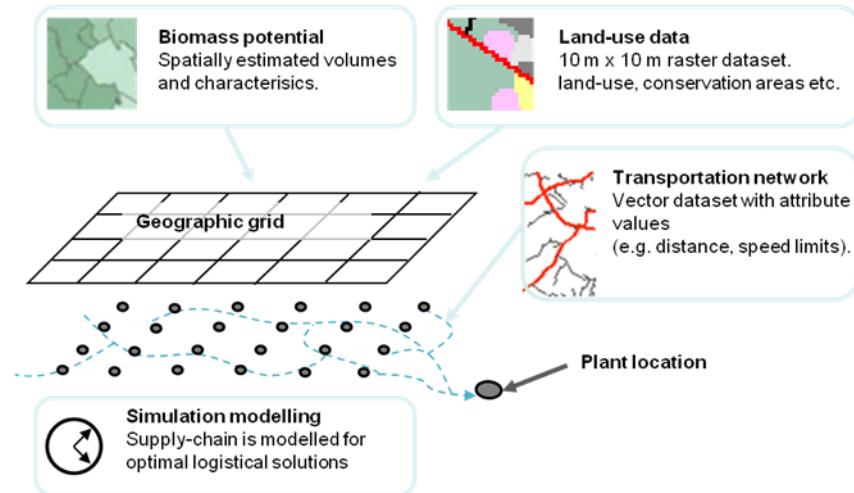 Biomass potential
Spatially estimated volumes
and characterisics.
Land-use data
10 m x 10 m raster dataset.
land-use, conservation areas etc.
Transportation network
Vector dataset with attribute
values
(e.g. distance, speed limits).
Geographic grid
Plant location
Simulation modelling
Supply-chain is modelled for
optimal logistical solutions